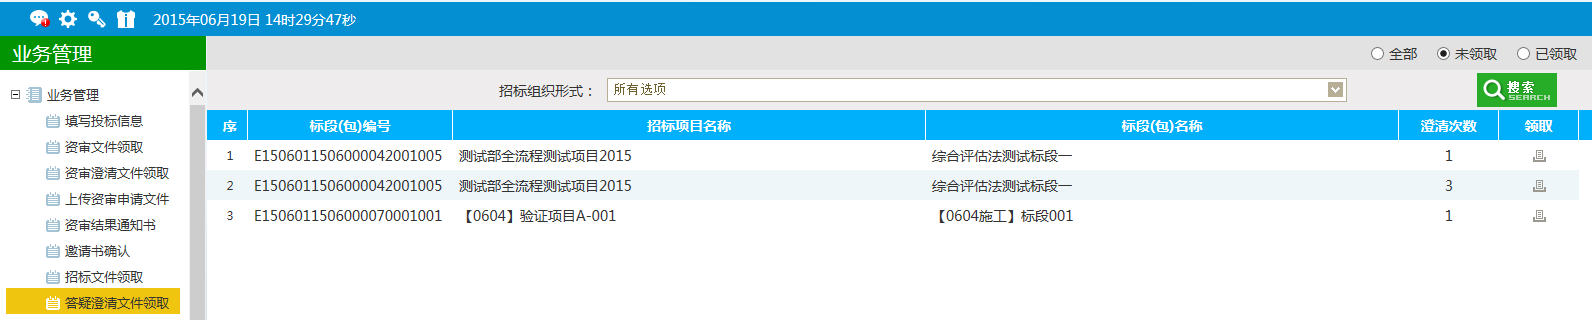 2015年06月19日 14时29分47秒
业务管理
全部 未领取 已领取
业务管理
填写投标信息
资审文件领取
资审澄清文件领取
上传资审申请文件
资审结果通知书
邀请书确认
招标文件领取
答疑澄清文件领取
招标组织形式： 所有选项 搜索 SEARCH
序 标段(包)编号 招标项目名称 标段(包)名称 澄清次数 领取
1 E1506011506000042001005 测试部全流程测试项目2015 综合评估法测试标段一 1
2 E1506011506000042001005 测试部全流程测试项目2015 综合评估法测试标段一 3
3 E1506011506000070001001 【0604】验证项目A-001 【0604施工】标段001 1